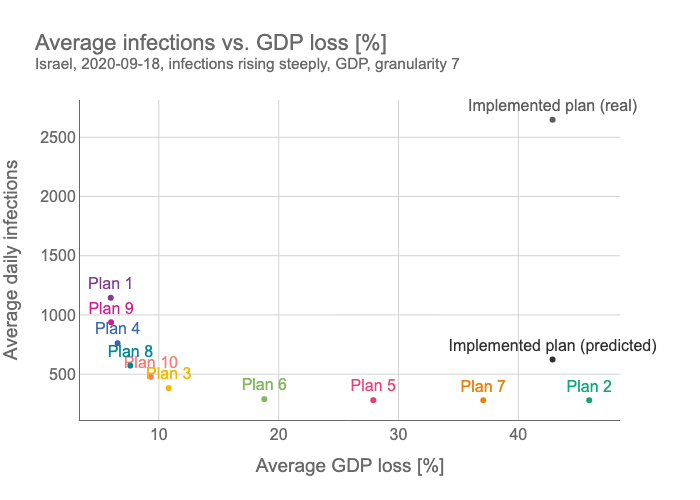 Average infections vs. GDP loss [%]
Israel, 2020-09-18, infections rising steeply, GDP, granularity 7
Implemented plan (real)
2500
2000
1500
Plan 1
Plan 9
1000
Plan 4
Plan 8
Implemented plan (predicted)
Plan 10
Plan 3
500
Plan 6
Plan 5
Plan 7
Plan 2
10
20
30
40
Average daily infections
Average GDP loss [%]